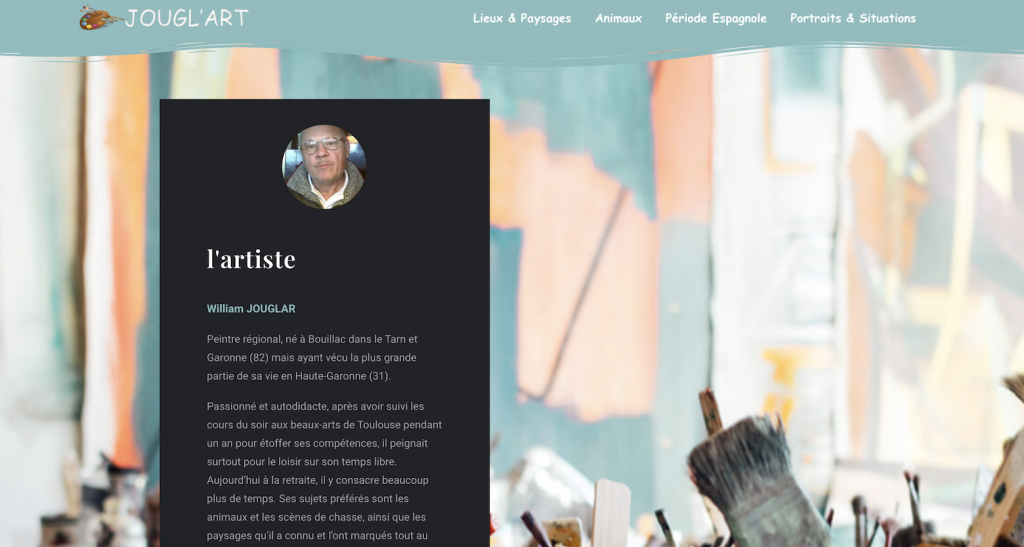 JOUGL'ART
Lieux & Paysages
Animaux
Période Espagnole
Portraits & Situations
l'artiste
William JOUGLAR
Peintre régional, né à Bouillac dans le Tarn et
Garonne (82) mais ayant vécu la plus grande
partie de sa vie en Haute-Garonne (31).
Passionné et autodidacte, après avoir suivi les
cours du soir aux beaux-arts de Toulouse pendant
un an pour étoffer ses compétences, il peignait
surtout pour le loisir sur son temps libre.
Aujourd'hui à la retraite, il y consacre beaucoup
plus de temps. Ses sujets préférés sont les
animaux et les scènes de chasse, ainsi que les
paysages qu'il a connu et l'ont marqués tout au